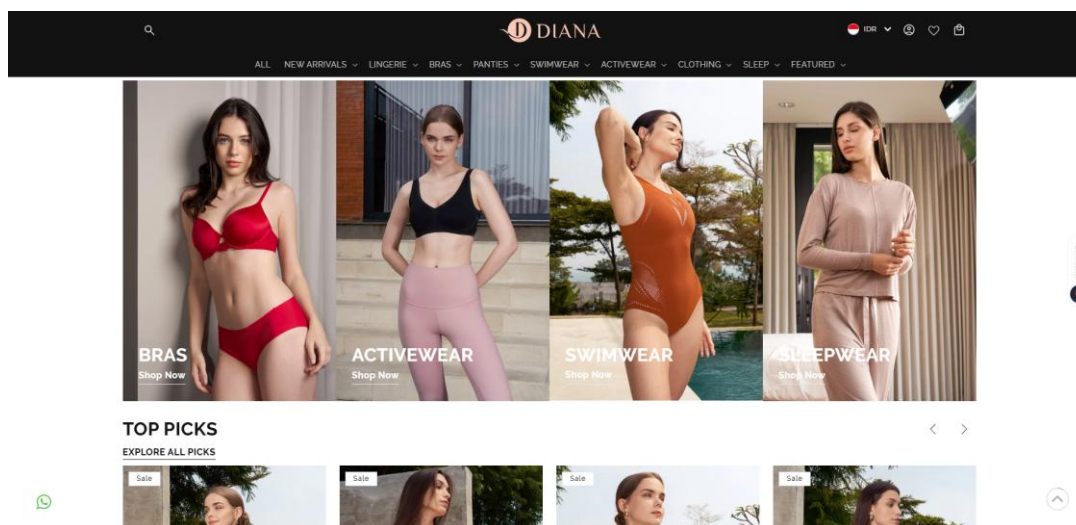 DIANA
IDR
ALL NEW ARRIVALS LINGERIE BRAS PANTIES SWIMWEAR ACTIVEWEAR CLOTHING SLEEP FEATURED
BRAS
Shop Now
ACTIVEWEAR
Shop Now
SWIMWEAR
Shop Now
SLEEPWEAR
Shop Now
TOP PICKS
EXPLORE ALL PICKS
Sale
Sale
Sale
Sale